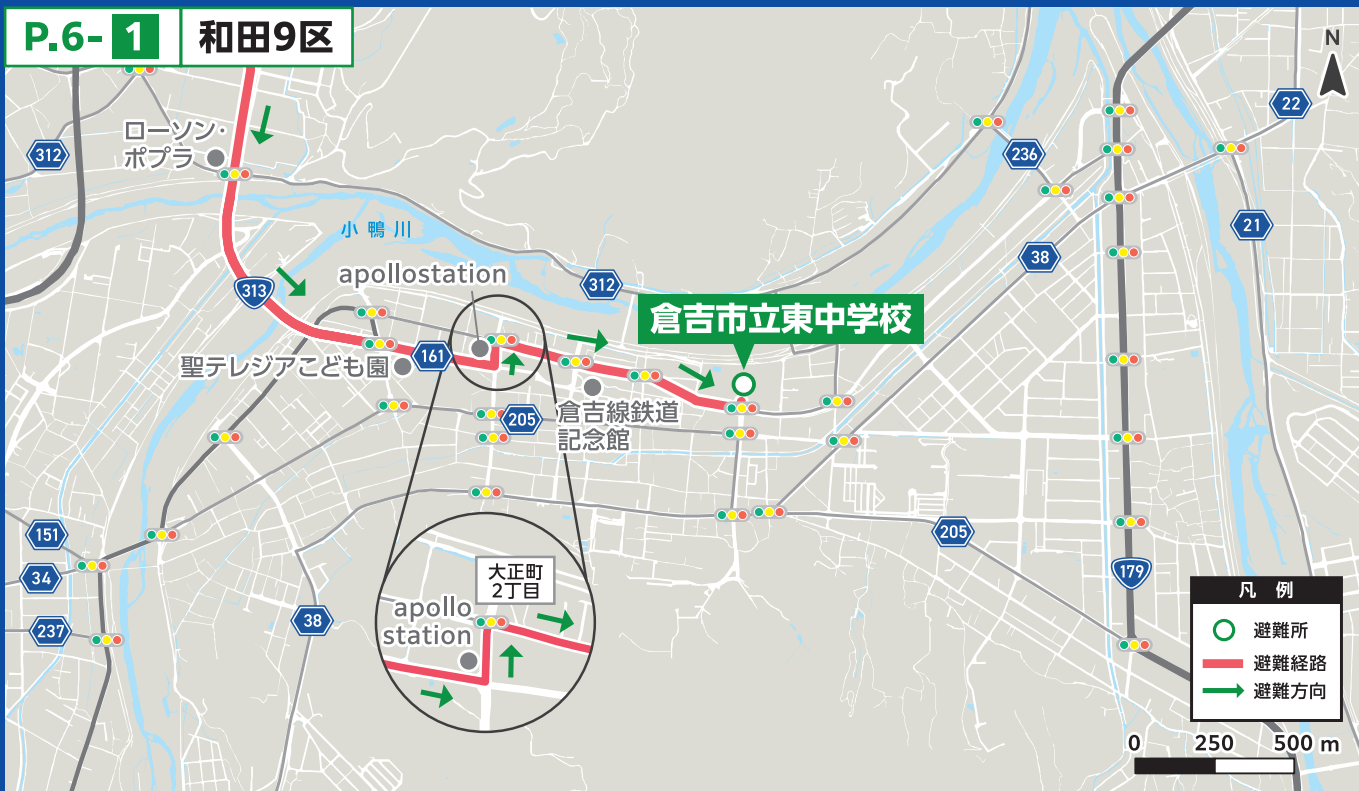 P.6- 1 和田9区
N
ローソン・
ポプラ
312
22
236
小鴨川
21
apollostation
38
313
312
倉吉市立東中学校
161
聖テレジアこども園
205
倉吉線鉄道
記念館
151
205
34
大正町
2丁目
179
apollo
station
237
38
凡 例
避難所
避難経路
避難方向
0 250 500 m